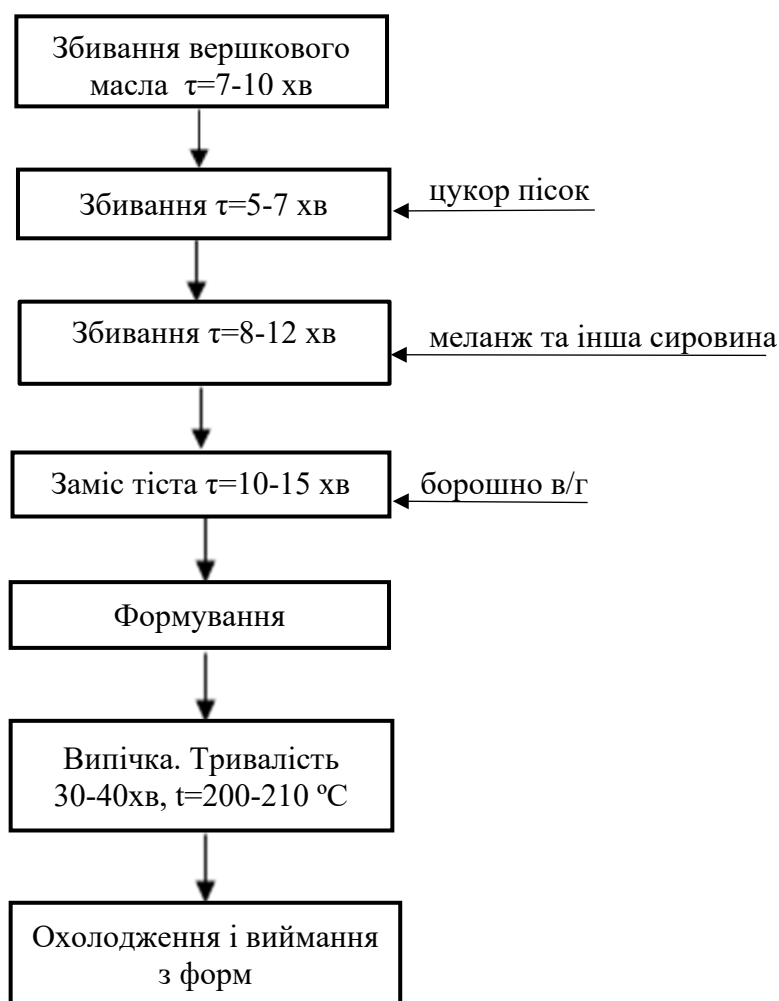 Збивання вершкового
масла τ=7-10 хв
Збивання τ=5-7 хв
цукор пісок
Збивання τ=8-12 хв
меланж та інша сировина
Заміс тіста τ=10-15 хв
борошно в/г
Формування
Випічка. Тривалість
30-40хв, t=200-210 ºС
Охолодження і виймання
з форм